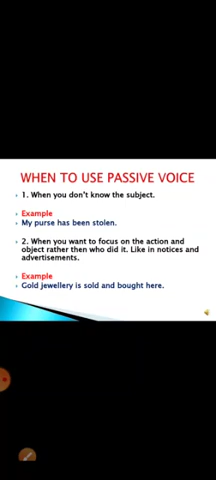 WHEN TO USE PASSIVE VOICE
1. When you don't know the subject.
Example
My purse has been stolen.
2. When you want to focus on the action and
object rather then who did it. Like in notices and
advertisements.
Example
Gold jewellery is sold and bought here.